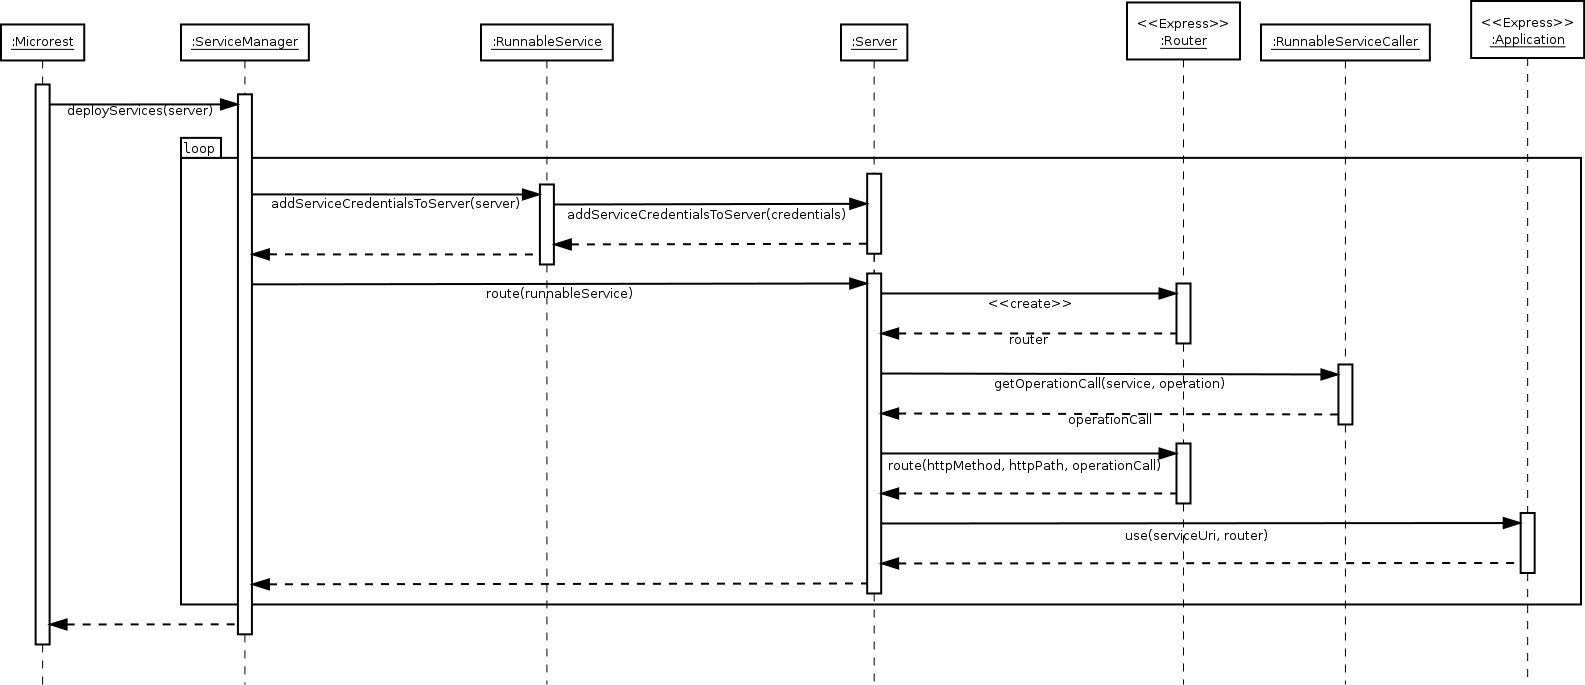 :Microrest
:ServiceManager
:RunnableService
:Server
<<Express>>
:Router
:RunnableServiceCaller
<<Express>>
:Application
deployServices(server)
loop
addServiceCredentialsToServer(server)
addServiceCredentialsToServer(credentials)
route(runnableService)
<<create>>
router
getOperationCall(service, operation)
operationCall
route(httpMethod, httpPath, operationCall)
use(serviceUri, router)